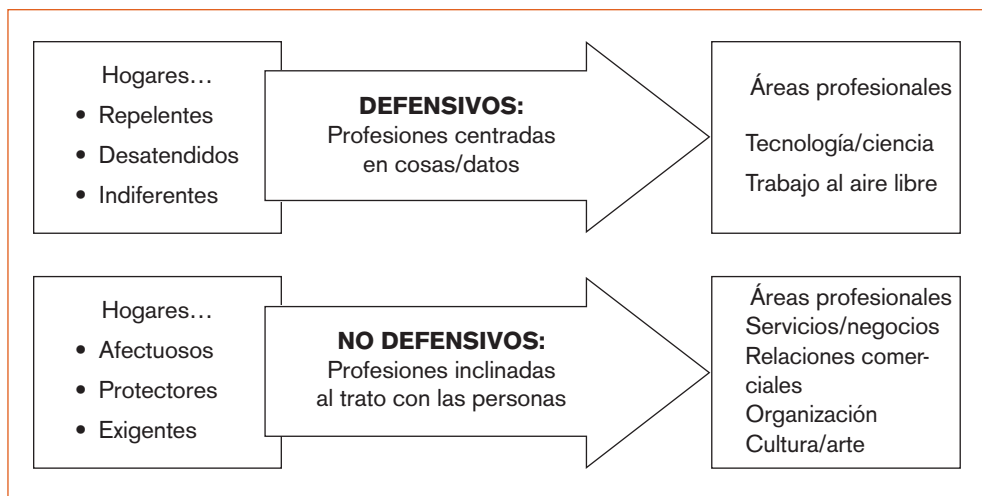 Hogares…
• Repelentes
• Desatendidos
• Indiferentes
DEFENSIVOS:
Profesiones centradas
en cosas/datos
Áreas profesionales
Tecnología/ciencia
Trabajo al aire libre
Hogares…
• Afectuosos
• Protectores
• Exigentes
NO DEFENSIVOS:
Profesiones inclinadas
al trato con las personas
Áreas profesionales
Servicios/negocios
Relaciones comer-
ciales
Organización
Cultura/arte